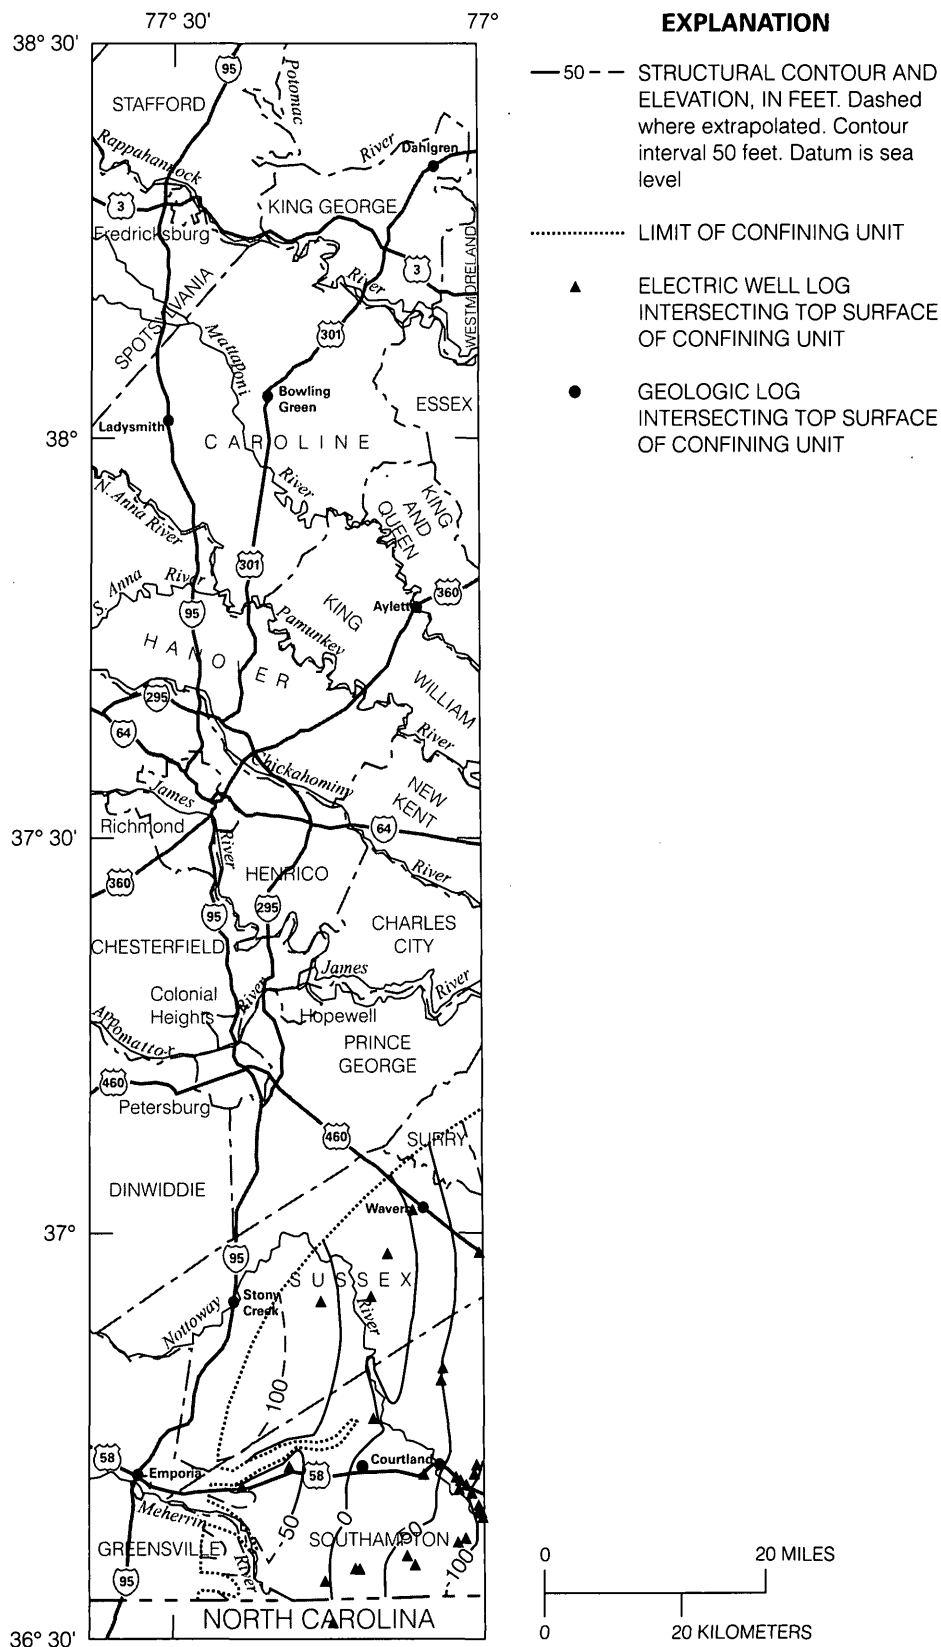 77° 30'
77°
38° 30'
EXPLANATION
50
STRUCTURAL CONTOUR AND
ELEVATION, IN FEET. Dashed
where extrapolated. Contour
interval 50 feet. Datum is sea
level
LIMIT OF CONFINING UNIT
ELECTRIC WELL LOG
INTERSECTING TOP SURFACE
OF CONFINING UNIT
GEOLOGIC LOG
INTERSECTING TOP SURFACE
OF CONFINING UNIT
95
Potomac
STAFFORD
River
Dahlgren
Rappahannock
3
KING GEORGE
Fredricksburg
WESTMORELAND
3
River
SPOTSYLVANIA
301
Mattaponi
Bowling
Green
ESSEX
Ladysmith
38°
CAROLINE
River
KING
AND
QUEEN
N. Anna River
301
S. Anna
River
360
Aylett
95
KING
Pamunkey
HANOVER
WILLIAM
295
64
River
Chickahominy
James
NEW
KENT
Richmond
64
37° 30'
River
HENRICO
River
360
295
95
CHARLES
CITY
CHESTERFIELD
James
River
River
Colonial
Heights
Hopewell
Appomattox
PRINCE
GEORGE
460
Petersburg
460
SURRY
DINWIDDIE
Waverly
37°
95
SUSSEX
Stony
Creek
River
Nottoway
100
58
Courtland
Emporia
58
Meherrin
50
0
50
SOUTHAMPTON
GREENSVILLE
River
100
95
NORTH CAROLINA
36° 30'
0
20 MILES
0
20 KILOMETERS